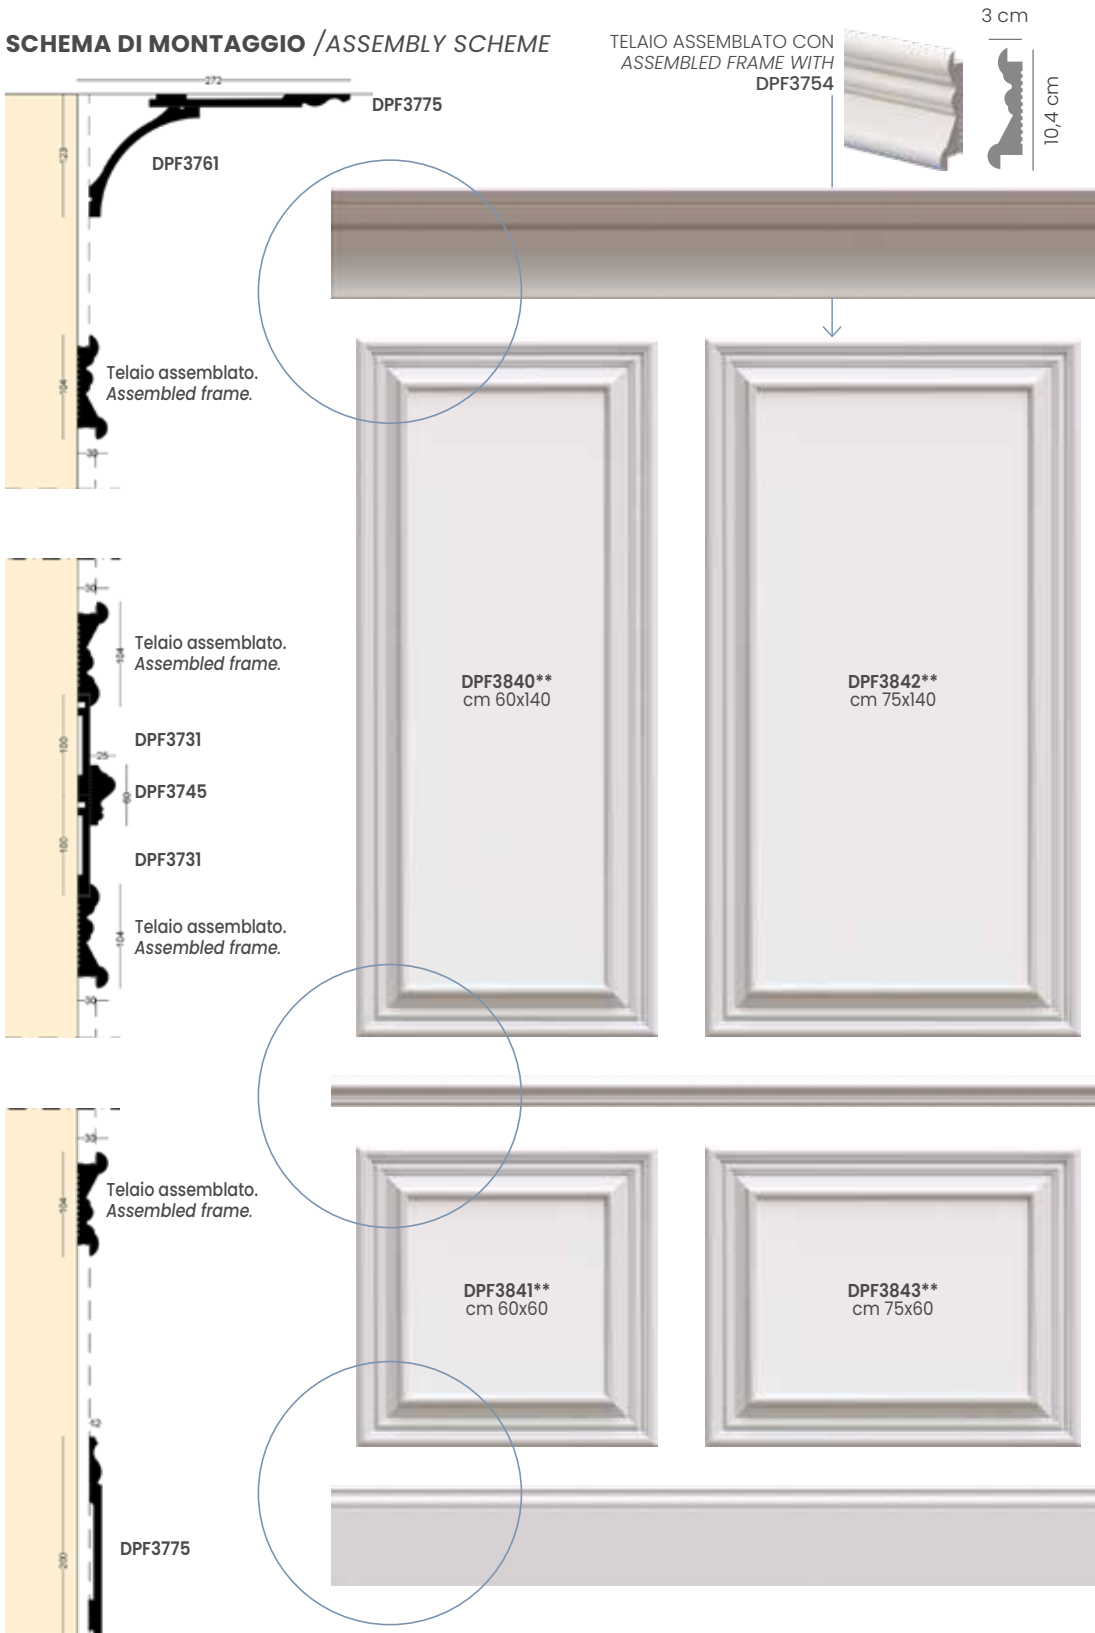 SCHEMA DI MONTAGGIO /ASSEMBLY SCHEME
TELAIO ASSEMBLATO CON
ASSEMBLED FRAME WITH
DPF3754
3 cm
10,4 cm
272
DPF3775
123
DPF3761
104
Telaio assemblato.
Assembled frame.
30
30
104
Telaio assemblato.
Assembled frame.
100
DPF3731
25
60
DPF3745
100
DPF3731
104
Telaio assemblato.
Assembled frame.
30
DPF3840**
cm 60x140
DPF3842**
cm 75x140
30
104
Telaio assemblato.
Assembled frame.
DPF3841**
cm 60x60
DPF3843**
cm 75x60
200
DPF3775